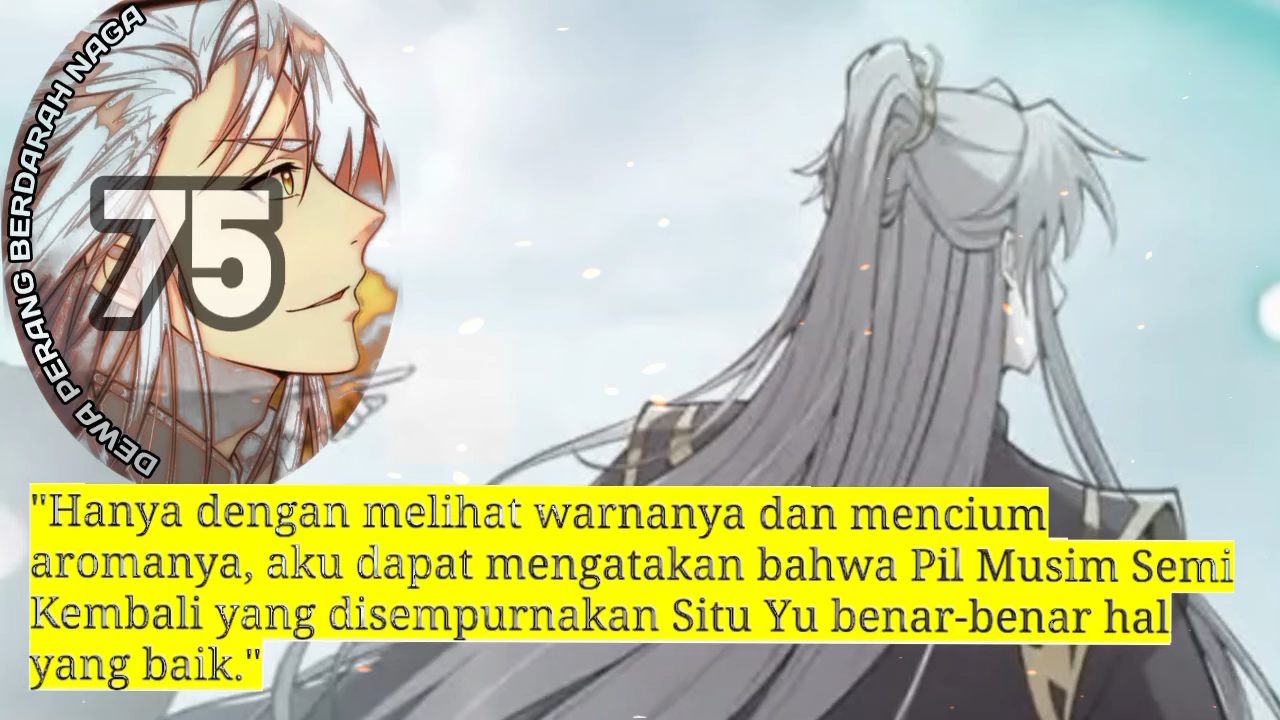 DEWA PERANG BERDARAH NAGA
75
"Hanya dengan melihat warnanya dan mencium
aromanya, aku dapat mengatakan bahwa Pil Musim Semi
Kembali yang disempurnakan Situ Yu benar-benar hal
yang baik."